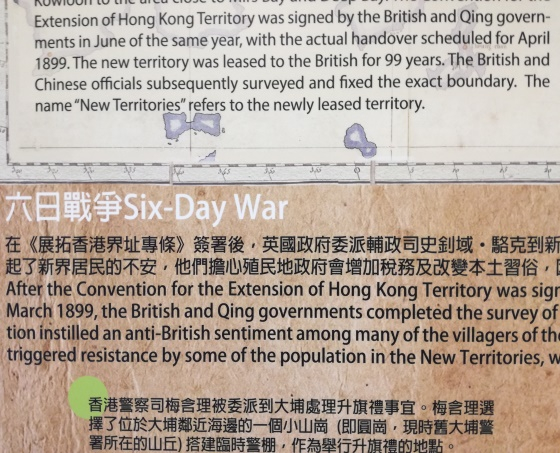 Kowloon to the area close to Mirs Bay and Deep Bay. The Convention for the
Extension of Hong Kong Territory was signed by the British and Qing govern-
ments in June of the same year, with the actual handover scheduled for April
1899. The new territory was leased to the British for 99 years. The British and
Chinese officials subsequently surveyed and fixed the exact boundary. The
name “New Territories” refers to the newly leased territory.
六日戰爭Six-Day War
在《展拓香港界址專條》簽署後，英國政府委派輔政司史釗域‧駱克到新
起了新界居民的不安，他們擔心殖民地政府會增加稅務及改變本土習俗，
After the Convention for the Extension of Hong Kong Territory was sign
March 1899, the British and Qing governments completed the survey of
tion instilled an anti-British sentiment among many of the villagers of the
triggered resistance by some of the population in the New Territories, w
香港警察司梅含理被委派到大埔處理升旗禮事宜。梅含理選
擇了位於大埔鄰近海邊的一個小山崗 (即圓崗，現時舊大埔警
署所在的山丘) 搭建臨時警棚，作為舉行升旗禮的地點。